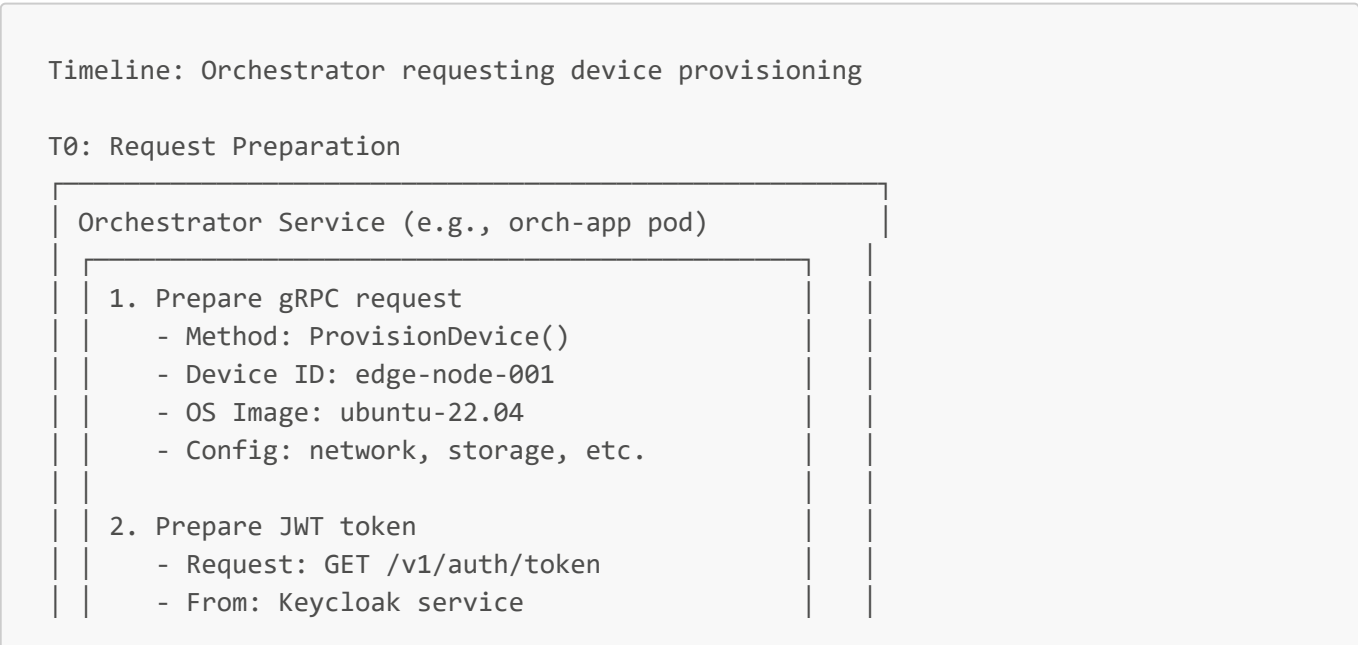 Timeline: Orchestrator requesting device provisioning
T0: Request Preparation
Orchestrator Service (e.g., orch-app pod)
1. Prepare gRPC request
- Method: ProvisionDevice()
- Device ID: edge-node-001
- OS Image: ubuntu-22.04
- Config: network, storage, etc.
2. Prepare JWT token
- Request: GET /v1/auth/token
- From: Keycloak service